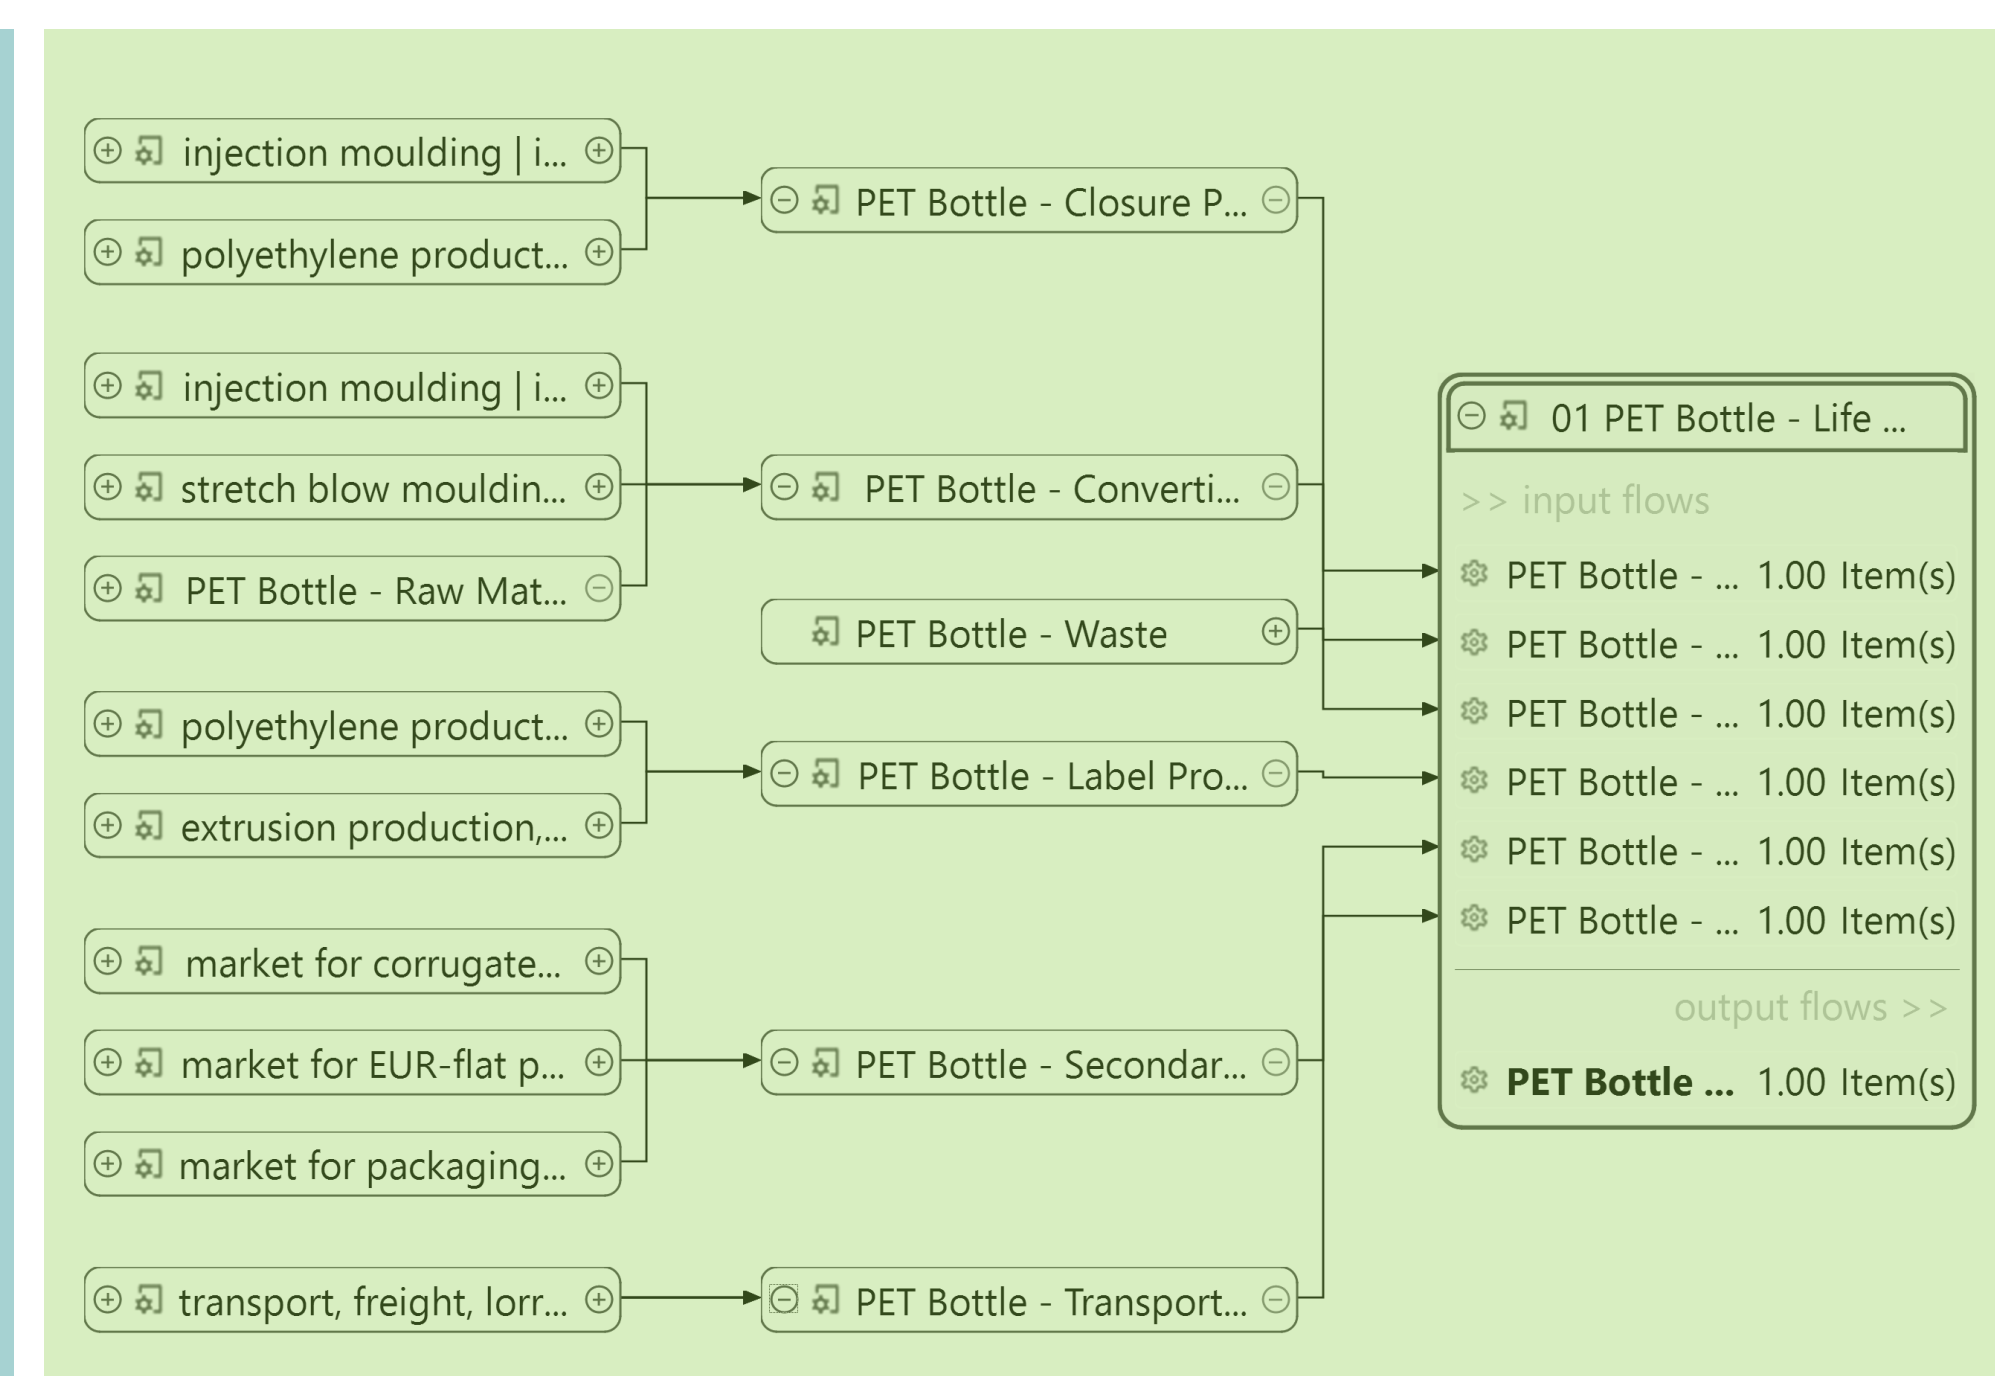 injection moulding | i...
polyethylene product...
injection moulding | i...
stretch blow mouldin...
PET Bottle - Raw Mat...
polyethylene product...
extrusion production,...
market for corrugate...
market for EUR-flat p...
market for packaging...
transport, freight, lorr...
PET Bottle - Closure P...
PET Bottle - Converti...
PET Bottle - Waste
PET Bottle - Label Pro...
PET Bottle - Secondar...
PET Bottle - Transport...
01 PET Bottle - Life ...
>> input flows
PET Bottle - ... 1.00 Item(s)
PET Bottle - ... 1.00 Item(s)
PET Bottle - ... 1.00 Item(s)
PET Bottle - ... 1.00 Item(s)
PET Bottle - ... 1.00 Item(s)
PET Bottle - ... 1.00 Item(s)
output flows >>
PET Bottle ... 1.00 Item(s)